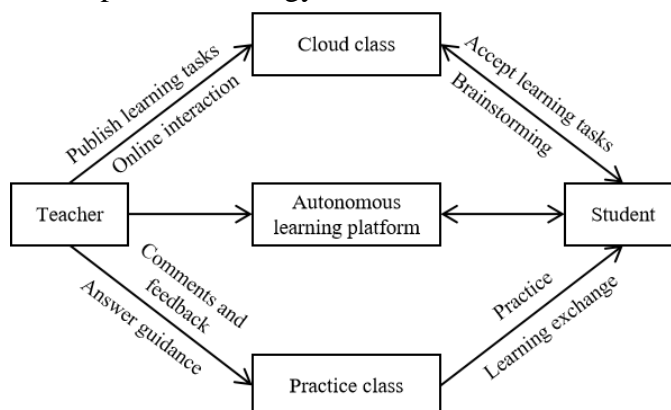 Cloud class
Publish learning tasks
Online interaction
Accept learning tasks
Brainstorming
Teacher
Autonomous
learning platform
Student
Comments and
feedback
Answer guidance
Practice
Learning exchange
Practice class